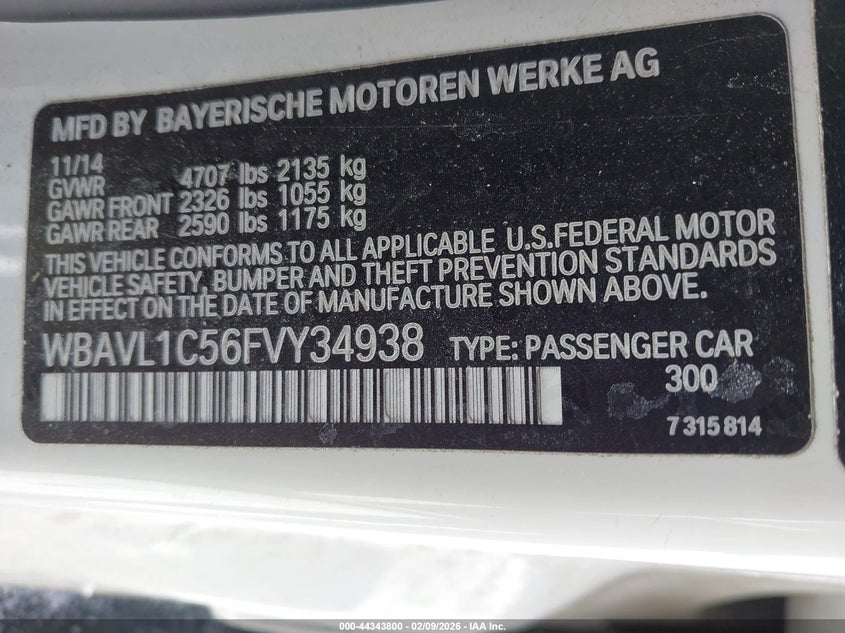 MFD BY BAYERISCHE MOTOREN WERKE AG
11/14
GVWR 4707 lbs 2135 kg
GAWR FRONT 2326 lbs 1055 kg
GAWR REAR 2590 lbs 1175 kg
THIS VEHICLE CONFORMS TO ALL APPLICABLE U.S.FEDERAL MOTOR
VEHICLE SAFETY, BUMPER AND THEFT PREVENTION STANDARDS
IN EFFECT ON THE DATE OF MANUFACTURE SHOWN ABOVE.
WBAVL1C56FVY34938 TYPE: PASSENGER CAR
300
7 315 814
000-44343800 - 02/09/2026 - IAA Inc.